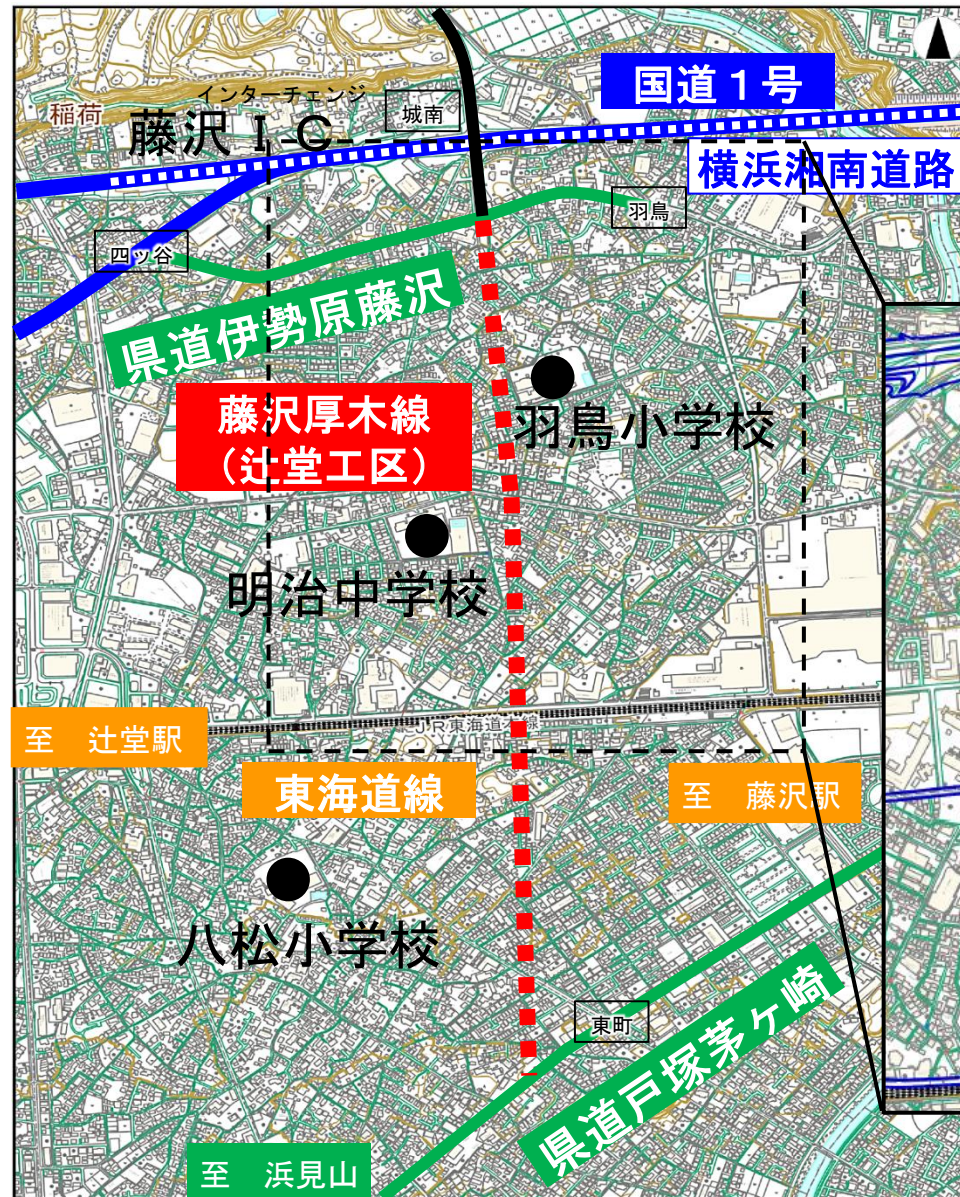 国道１号
インターチェンジ
稲荷
藤沢ＩＣ
城南
横浜湘南道路
羽鳥
四ッ谷
県道伊勢原藤沢
藤沢厚木線
（辻堂工区）
羽鳥小学校
明治中学校
ＪＲ東海道本線
至　辻堂駅
東海道線
至　藤沢駅
八松小学校
東町
県道戸塚茅ヶ崎
至　浜見山